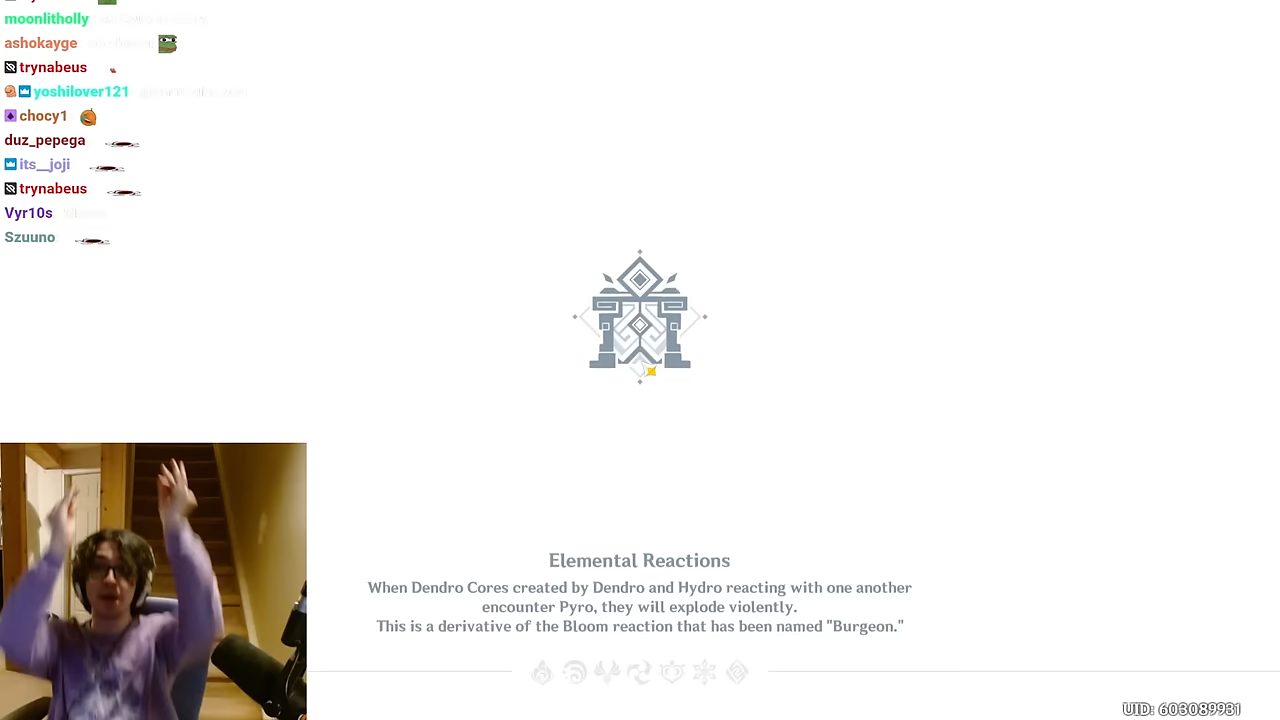 moonlitholly
ashokayge
trynabeus
yoshilover121
chocy1
duz_pepega
its__joji
trynabeus
Vyr10s
Szuuno
Elemental Reactions
When Dendro Cores created by Dendro and Hydro reacting with one another
encounter Pyro, they will explode violently.
This is a derivative of the Bloom reaction that has been named "Burgeon."
UID: 603089931